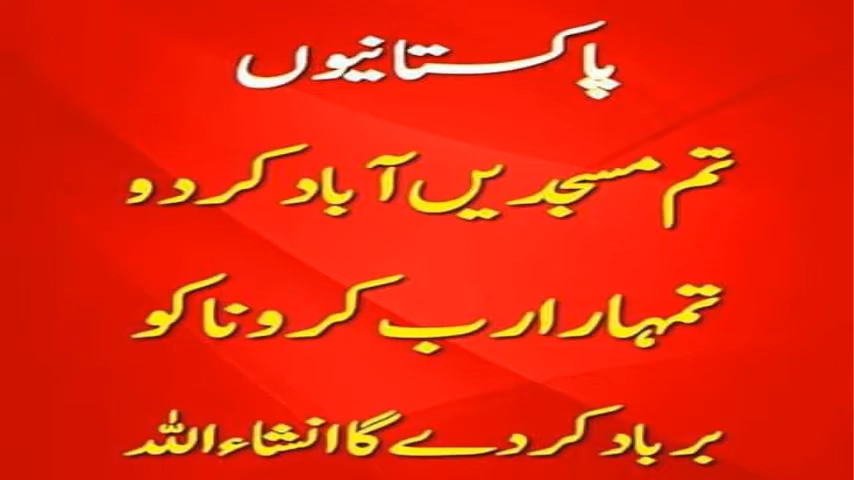 پاکستانیوں
تم مسجدیں آباد کردو
تمہارا رب کرونا کو
برباد کردے گا انشاءاللہ